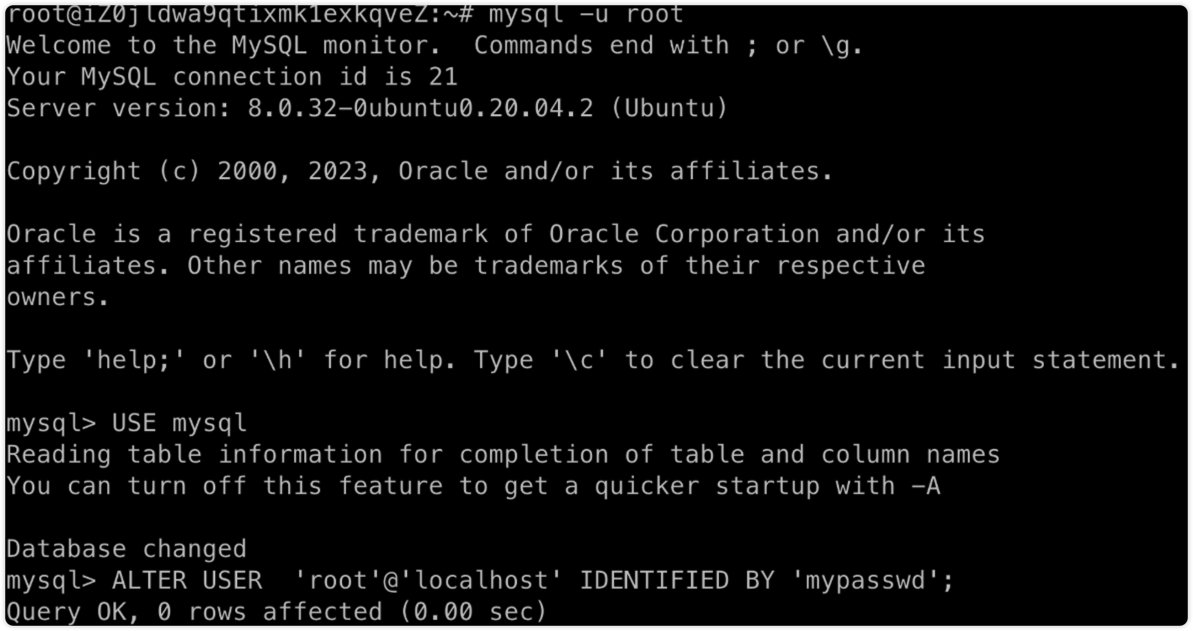 root@iZ0jldwa9qtixmk1exkqveZ:~# mysql -u root
Welcome to the MySQL monitor.  Commands end with ; or \g.
Your MySQL connection id is 21
Server version: 8.0.32-0ubuntu0.20.04.2 (Ubuntu)
Copyright (c) 2000, 2023, Oracle and/or its affiliates.
Oracle is a registered trademark of Oracle Corporation and/or its
affiliates. Other names may be trademarks of their respective
owners.
Type 'help;' or '\h' for help. Type '\c' to clear the current input statement.
mysql> USE mysql
Reading table information for completion of table and column names
You can turn off this feature to get a quicker startup with -A
Database changed
mysql> ALTER USER  'root'@'localhost' IDENTIFIED BY 'mypasswd';
Query OK, 0 rows affected (0.00 sec)